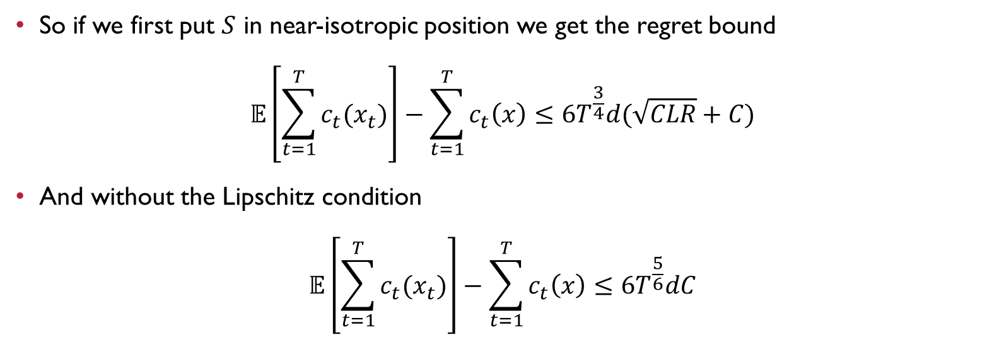 • So if we first put S in near-isotropic position we get the regret bound
$\mathbb{E}\left[\sum_{t=1}^{T} c_t(x_t)\right] - \sum_{t=1}^{T} c_t(x) \leq 6T^{\frac{3}{4}}d(\sqrt{CLR} + C)$
• And without the Lipschitz condition
$\mathbb{E}\left[\sum_{t=1}^{T} c_t(x_t)\right] - \sum_{t=1}^{T} c_t(x) \leq 6T^{\frac{5}{6}}dC$